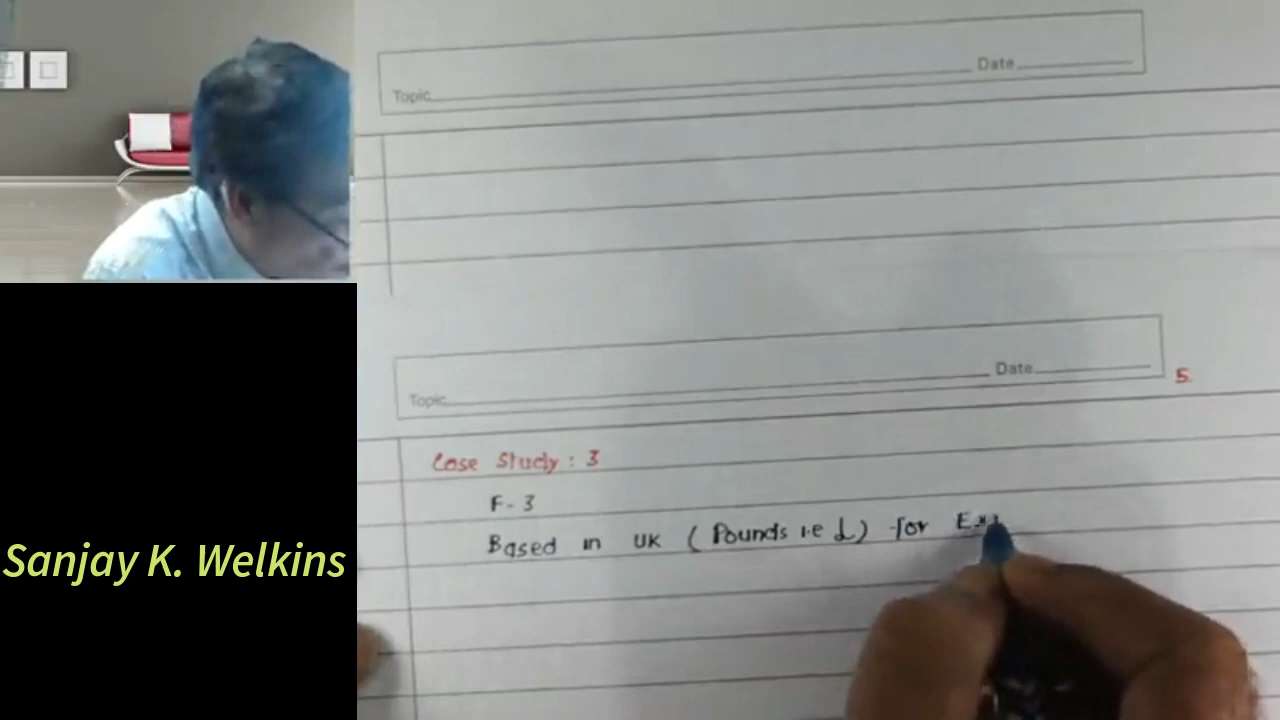 Date
Topic
Date
5
Topic
Case Study : 3
F-3
Based in UK ( Pounds i.e £) for
Sanjay K. Welkins